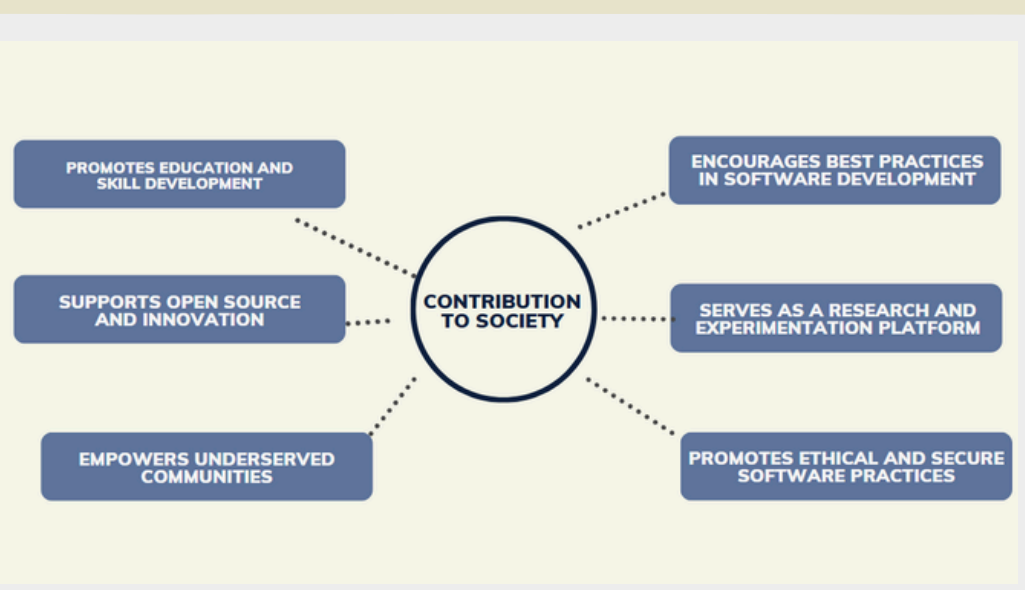 PROMOTES EDUCATION AND
SKILL DEVELOPMENT
SUPPORTS OPEN SOURCE
AND INNOVATION
EMPOWERS UNDERSERVED
COMMUNITIES
CONTRIBUTION
TO SOCIETY
ENCOURAGES BEST PRACTICES
IN SOFTWARE DEVELOPMENT
SERVES AS A RESEARCH AND
EXPERIMENTATION PLATFORM
PROMOTES ETHICAL AND SECURE
SOFTWARE PRACTICES